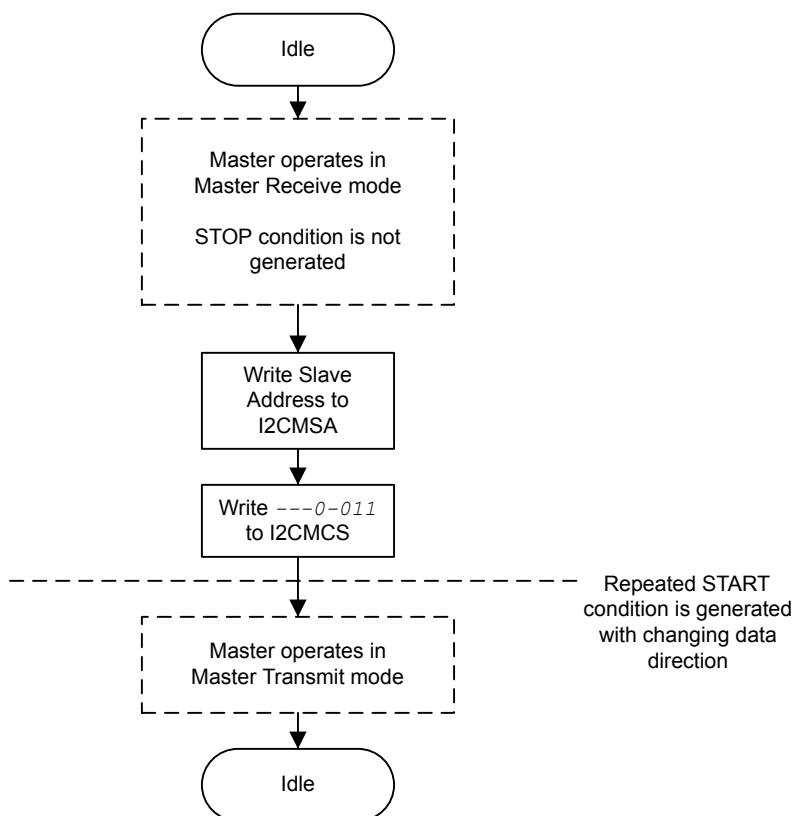 Idle
Master operates in
Master Receive mode
STOP condition is not
generated
Write Slave
Address to
I2CMSA
Write ---0-011
to I2CMCS
Repeated START
condition is generated
with changing data
direction
Master operates in
Master Transmit mode
Idle